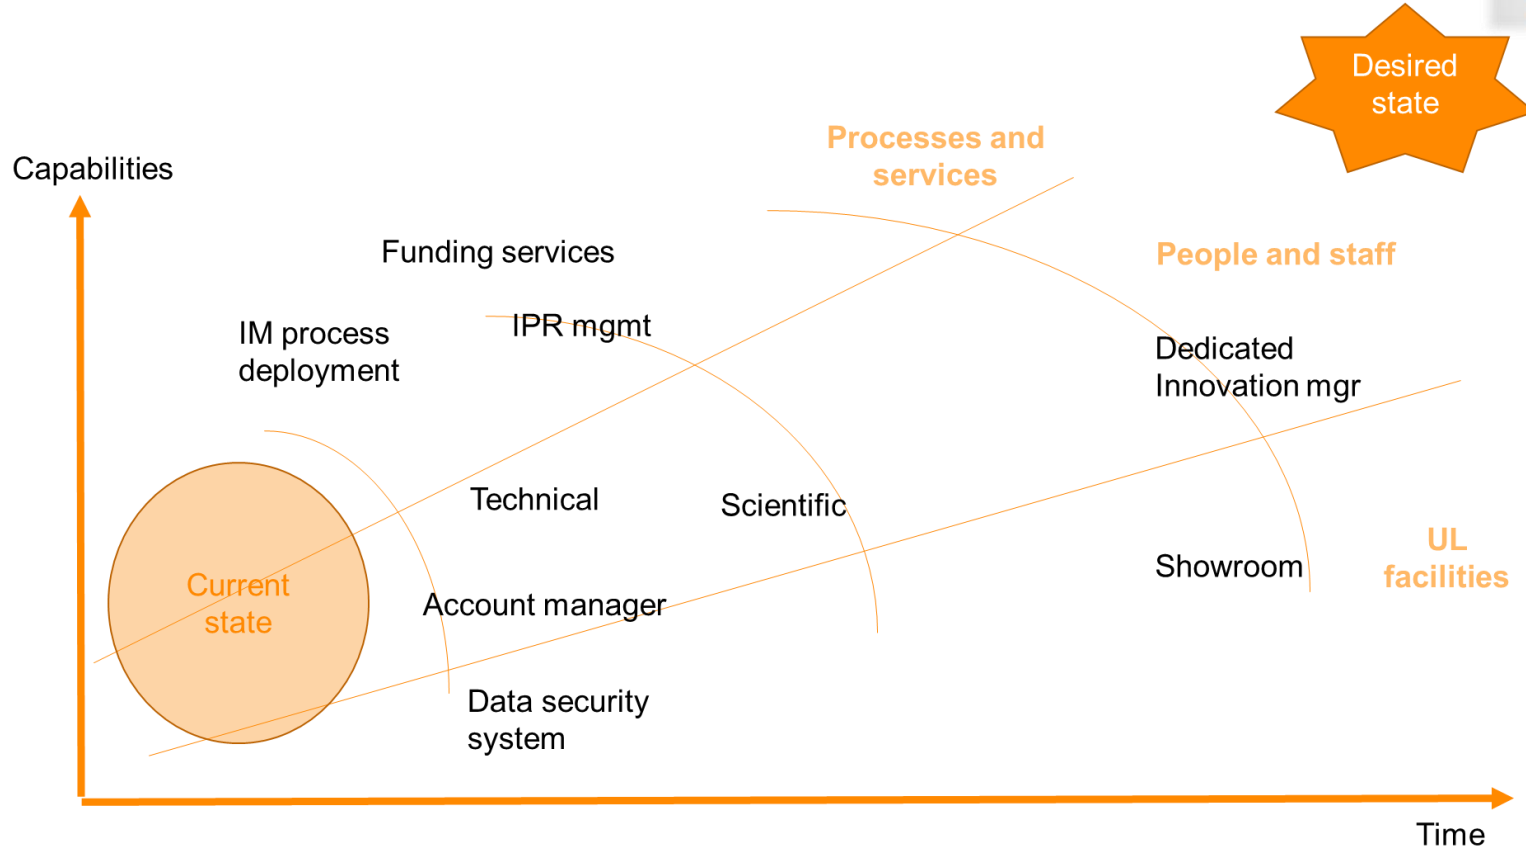 Desired
state
Processes and
services
Capabilities
Funding services
People and staff
IPR mgmt
IM process
deployment
Dedicated
Innovation mgr
Technical
Scientific
UL
facilities
Showroom
Current
state
Account manager
Data security
system
Time